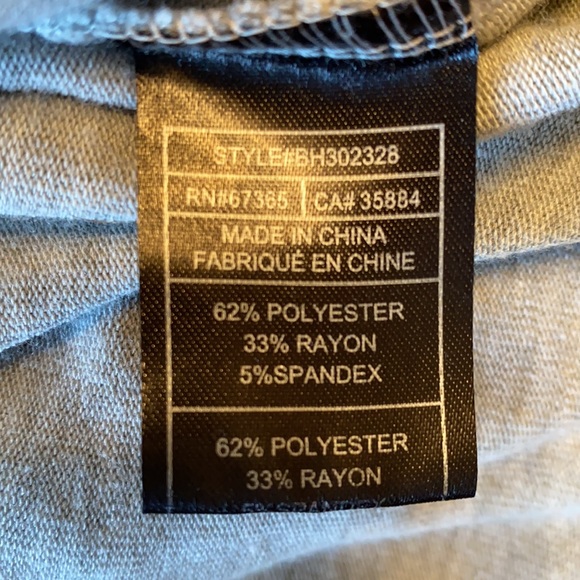 STYLE#BH302328
RN#67365 CA# 35884
MADE IN CHINA
FABRIQUÉ EN CHINE
62% POLYESTER
33% RAYON
5%SPANDEX
62% POLYESTER
33% RAYON